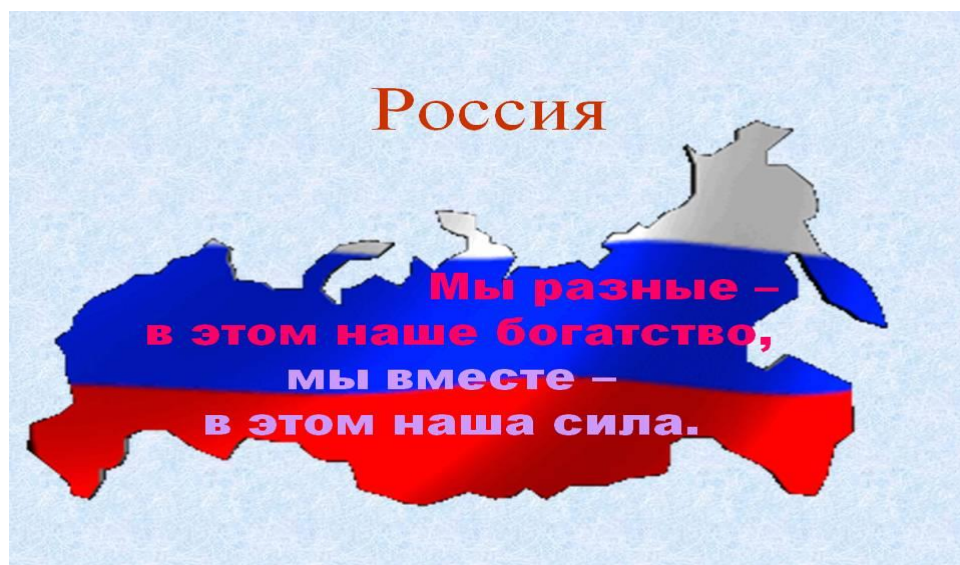 Россия
Мы разные –
в этом наше богатство,
мы вместе –
в этом наша сила.